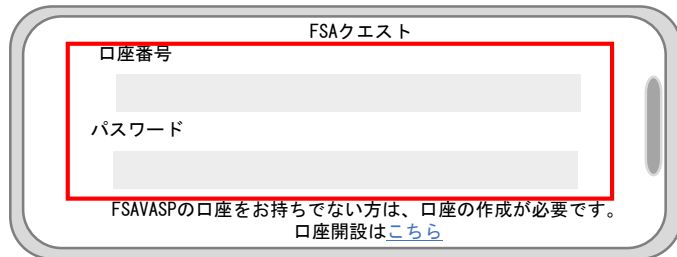 FSAクエスト
口座番号
パスワード
FSAVASPの口座をお持ちでない方は、口座の作成が必要です。
口座開設はこちら